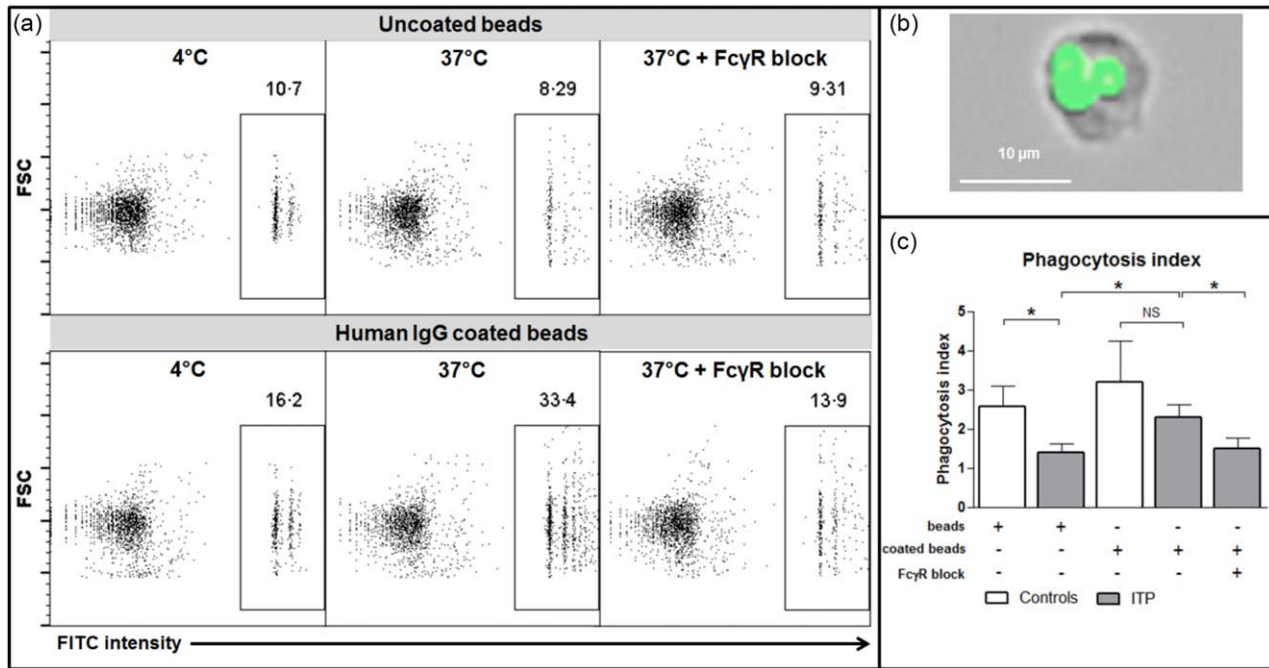 (a)
Uncoated beads
4°C 37°C 37°C + FcγR block
10·7 8·29 9·31
FSC
Human IgG coated beads
4°C 37°C 37°C + FcγR block
16·2 33·4 13·9
FSC
FITC intensity
(b)
10 µm
(c)
Phagocytosis index
* *
* NS
Phagocytosis index
5
4
3
2
1
0
beads + + - - -
coated beads - - + + +
FcγR block - - - - +
Controls ITP